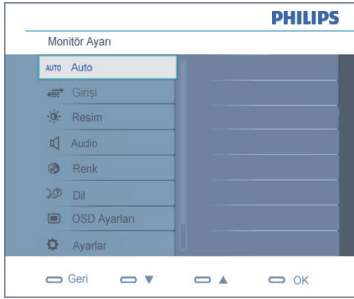 PHILIPS
Monitör Ayarı
AUTO Auto
Girişi
Resim
Audio
Renk
Dil
OSD Ayarları
Ayarlar
Geri ▼ ▲ OK